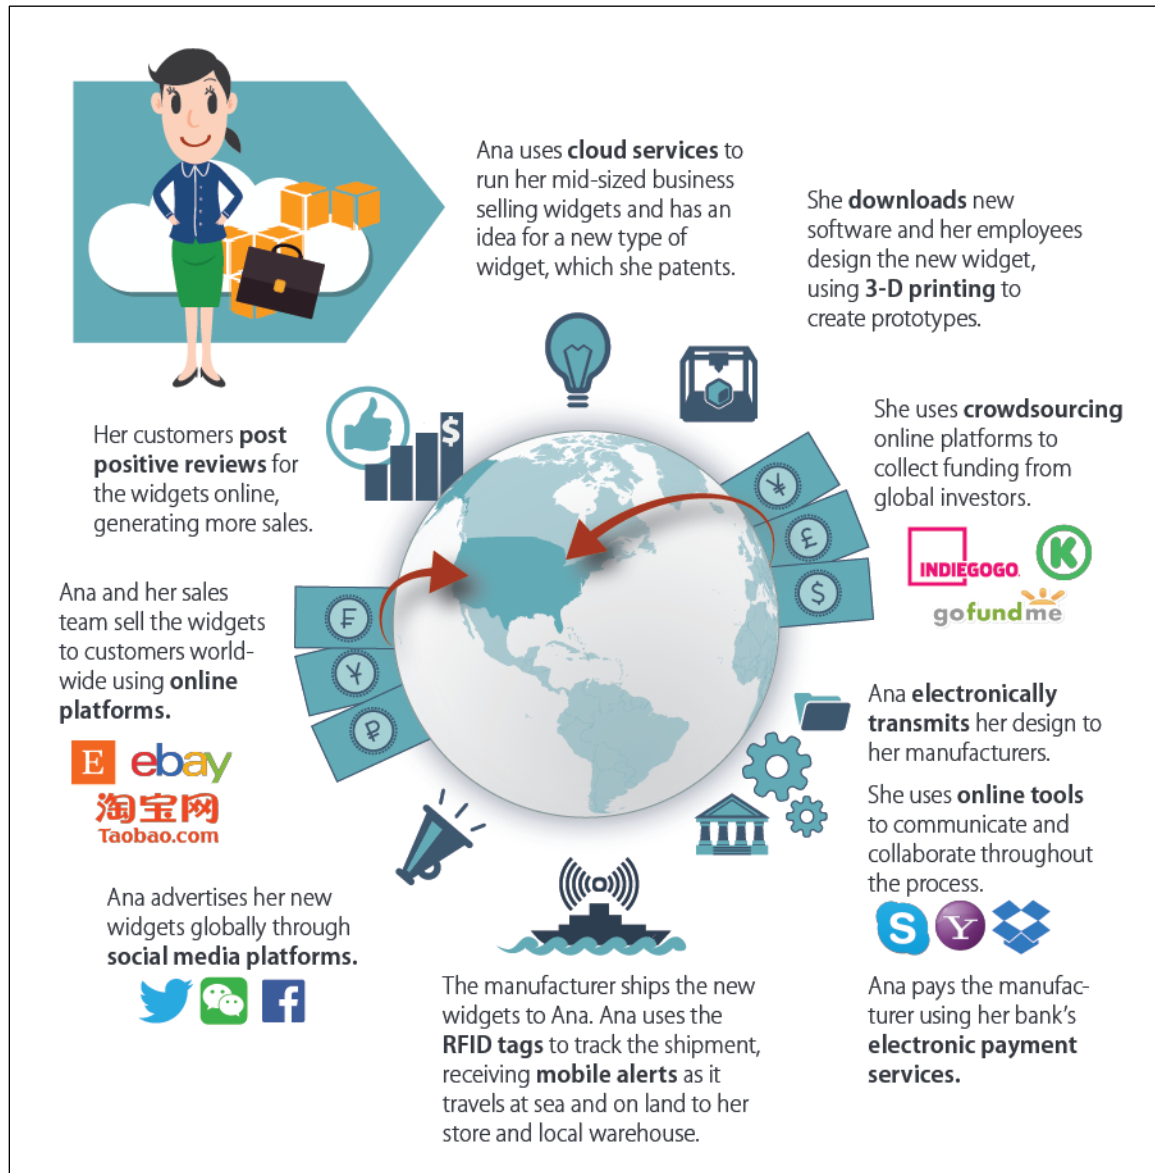 Ana uses cloud services to
run her mid-sized business
selling widgets and has an
idea for a new type of
widget, which she patents.
She downloads new
software and her employees
design the new widget,
using 3-D printing to
create prototypes.
She uses crowdsourcing
online platforms to
collect funding from
global investors.
INDIEGOGO.
K
gofundme
Ana electronically
transmits her design to
her manufacturers.
She uses online tools
to communicate and
collaborate throughout
the process.
S
Y
Ana pays the manufac-
turer using her bank's
electronic payment
services.
The manufacturer ships the new
widgets to Ana. Ana uses the
RFID tags to track the shipment,
receiving mobile alerts as it
travels at sea and on land to her
store and local warehouse.
Ana advertises her new
widgets globally through
social media platforms.
f
Ana and her sales
team sell the widgets
to customers world-
wide using online
platforms.
E
ebay
淘宝网
Taobao.com
Her customers post
positive reviews for
the widgets online,
generating more sales.
$
¥
£
$
₣
¥
₽